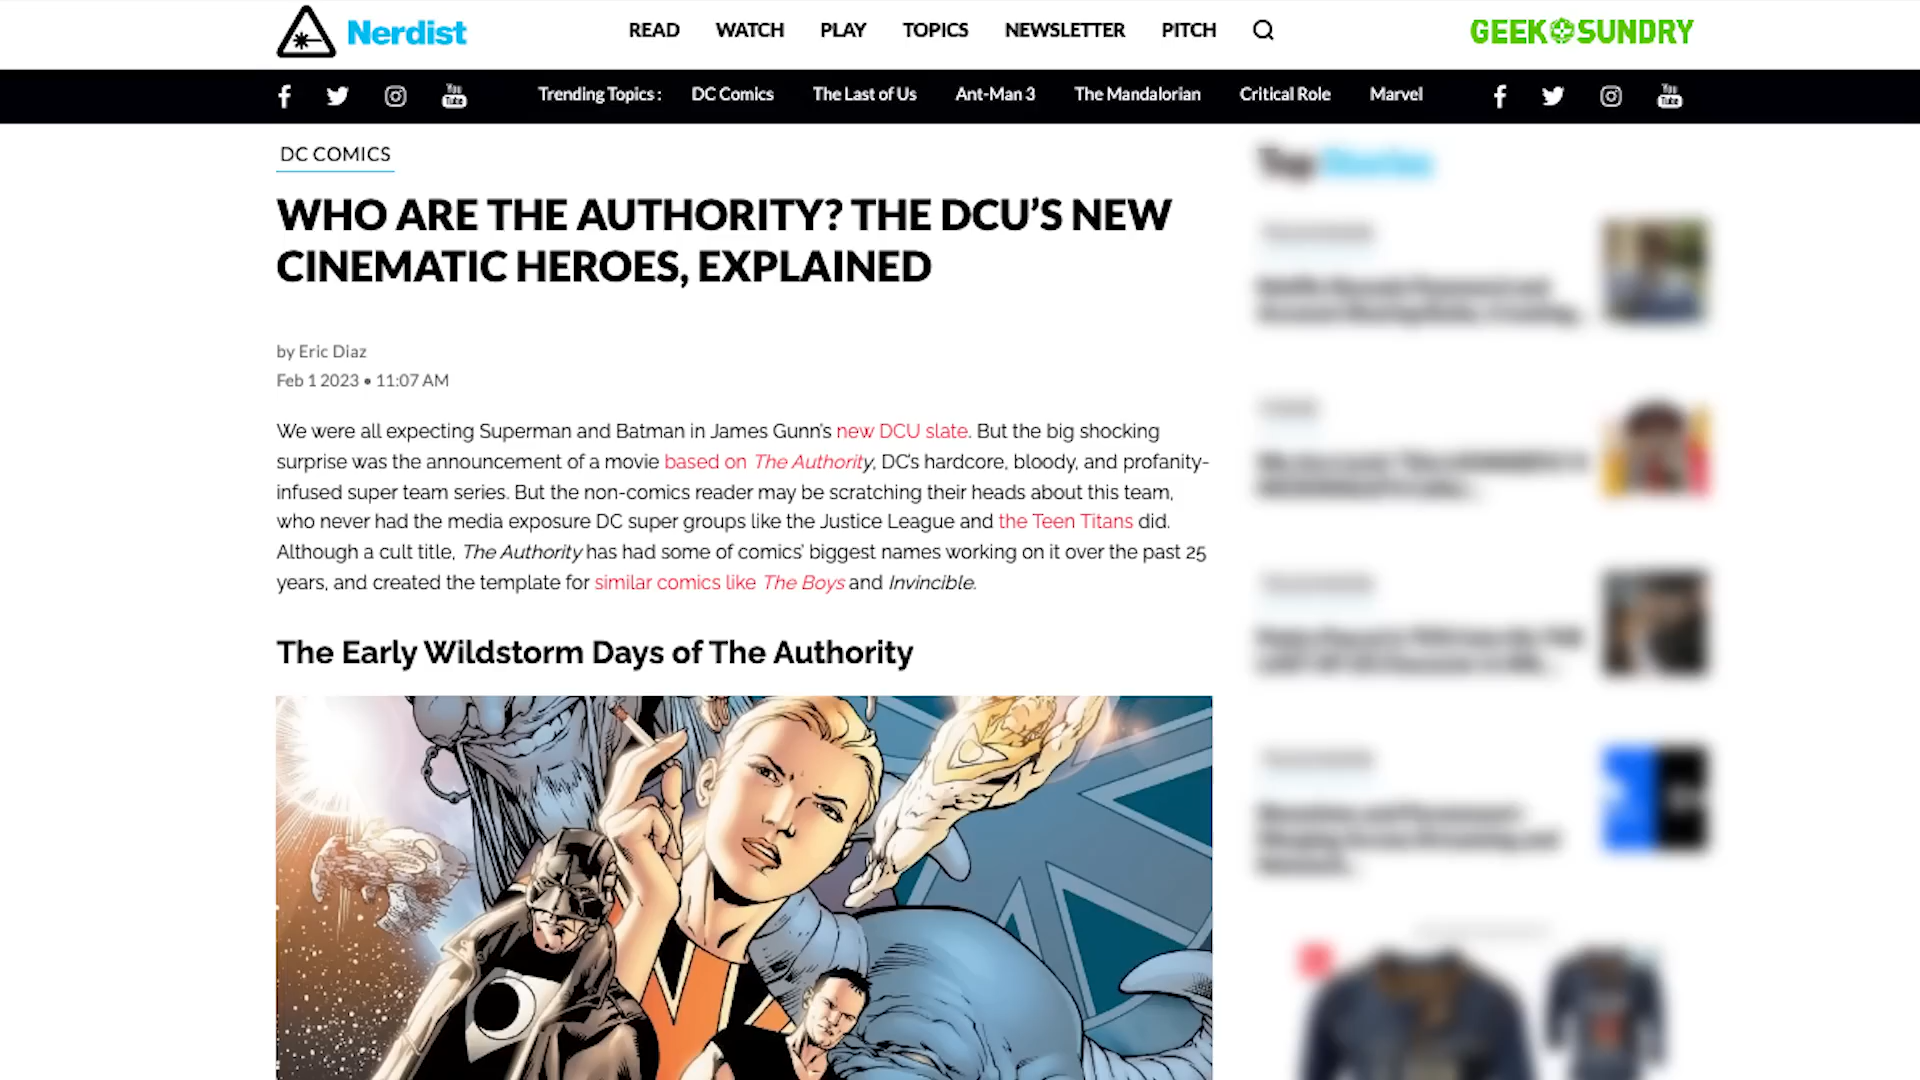 Nerdist
READ WATCH PLAY TOPICS NEWSLETTER PITCH
GEEK SUNDRY
You Tube
Trending Topics : DC Comics The Last of Us Ant-Man 3 The Mandalorian Critical Role Marvel
You Tube
DC COMICS
WHO ARE THE AUTHORITY? THE DCU’S NEW
CINEMATIC HEROES, EXPLAINED
by Eric Diaz
Feb 1 2023 • 11:07 AM
We were all expecting Superman and Batman in James Gunn’s new DCU slate. But the big shocking
surprise was the announcement of a movie based on The Authority, DC’s hardcore, bloody, and profanity-
infused super team series. But the non-comics reader may be scratching their heads about this team,
who never had the media exposure DC super groups like the Justice League and the Teen Titans did.
Although a cult title, The Authority has had some of comics’ biggest names working on it over the past 25
years, and created the template for similar comics like The Boys and Invincible.
The Early Wildstorm Days of The Authority
Top Stories